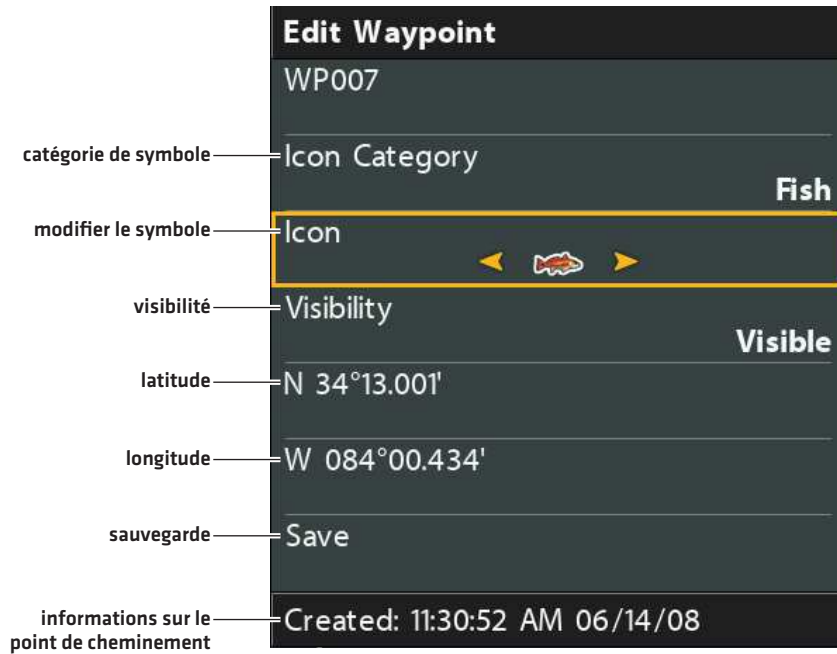 Edit Waypoint
WP007
catégorie de symbole
Icon Category
Fish
modifier le symbole
Icon
visibilité
Visibility
Visible
latitude
N 34°13.001'
longitude
W 084°00.434'
sauvegarde
Save
informations sur le
point de cheminement
Created: 11:30:52 AM 06/14/08